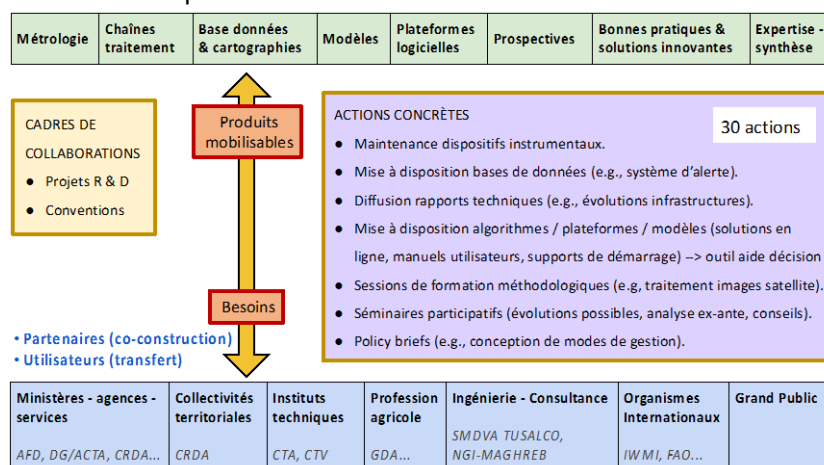 Métrologie
Chaînes
traitement
Base données
& cartographies
Modèles
Plateformes
logicielles
Prospectives
Bonnes pratiques &
solutions innovantes
Expertise -
synthèse
CADRES DE
COLLABORATIONS
● Projets R & D
● Conventions
Produits
mobilisables
Besoins
• Partenaires (co-construction)
• Utilisateurs (transfert)
ACTIONS CONCRÈTES
30 actions
● Maintenance dispositifs instrumentaux.
● Mise à disposition bases de données (e.g., système d'alerte).
● Diffusion rapports techniques (e.g., évolutions infrastructures).
● Mise à disposition algorithmes / plateformes / modèles (solutions en
ligne, manuels utilisateurs, supports de démarrage) --> outil aide décision
● Sessions de formation méthodologiques (e.g, traitement images satellite).
● Séminaires participatifs (évolutions possibles, analyse ex-ante, conseils).
● Policy briefs (e.g., conception de modes de gestion).
Ministères - agences -
services
AFD, DG/ACTA, CRDA...
Collectivités
territoriales
CRDA
Instituts
techniques
CTA, CTV
Profession
agricole
GDA...
Ingénierie - Consultance
SMDVA TUSALCO,
NGI-MAGHREB
Organismes
Internationaux
IWMI, FAO...
Grand Public